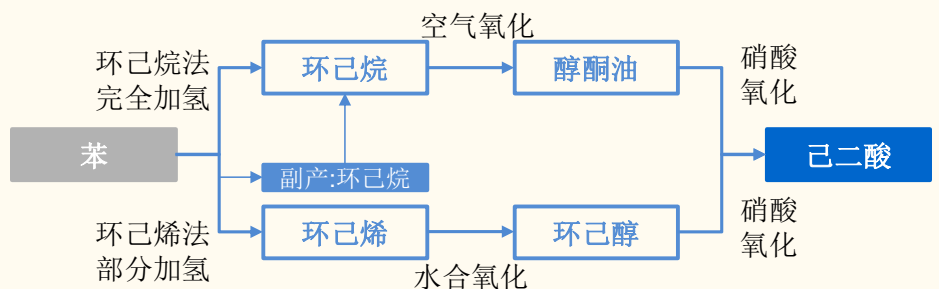 空气氧化
环己烷法
完全加氢
环己烷
醇酮油
硝酸
氧化
苯
副产:环己烷
己二酸
环己烯法
部分加氢
环己烯
环己醇
硝酸
氧化
水合氧化